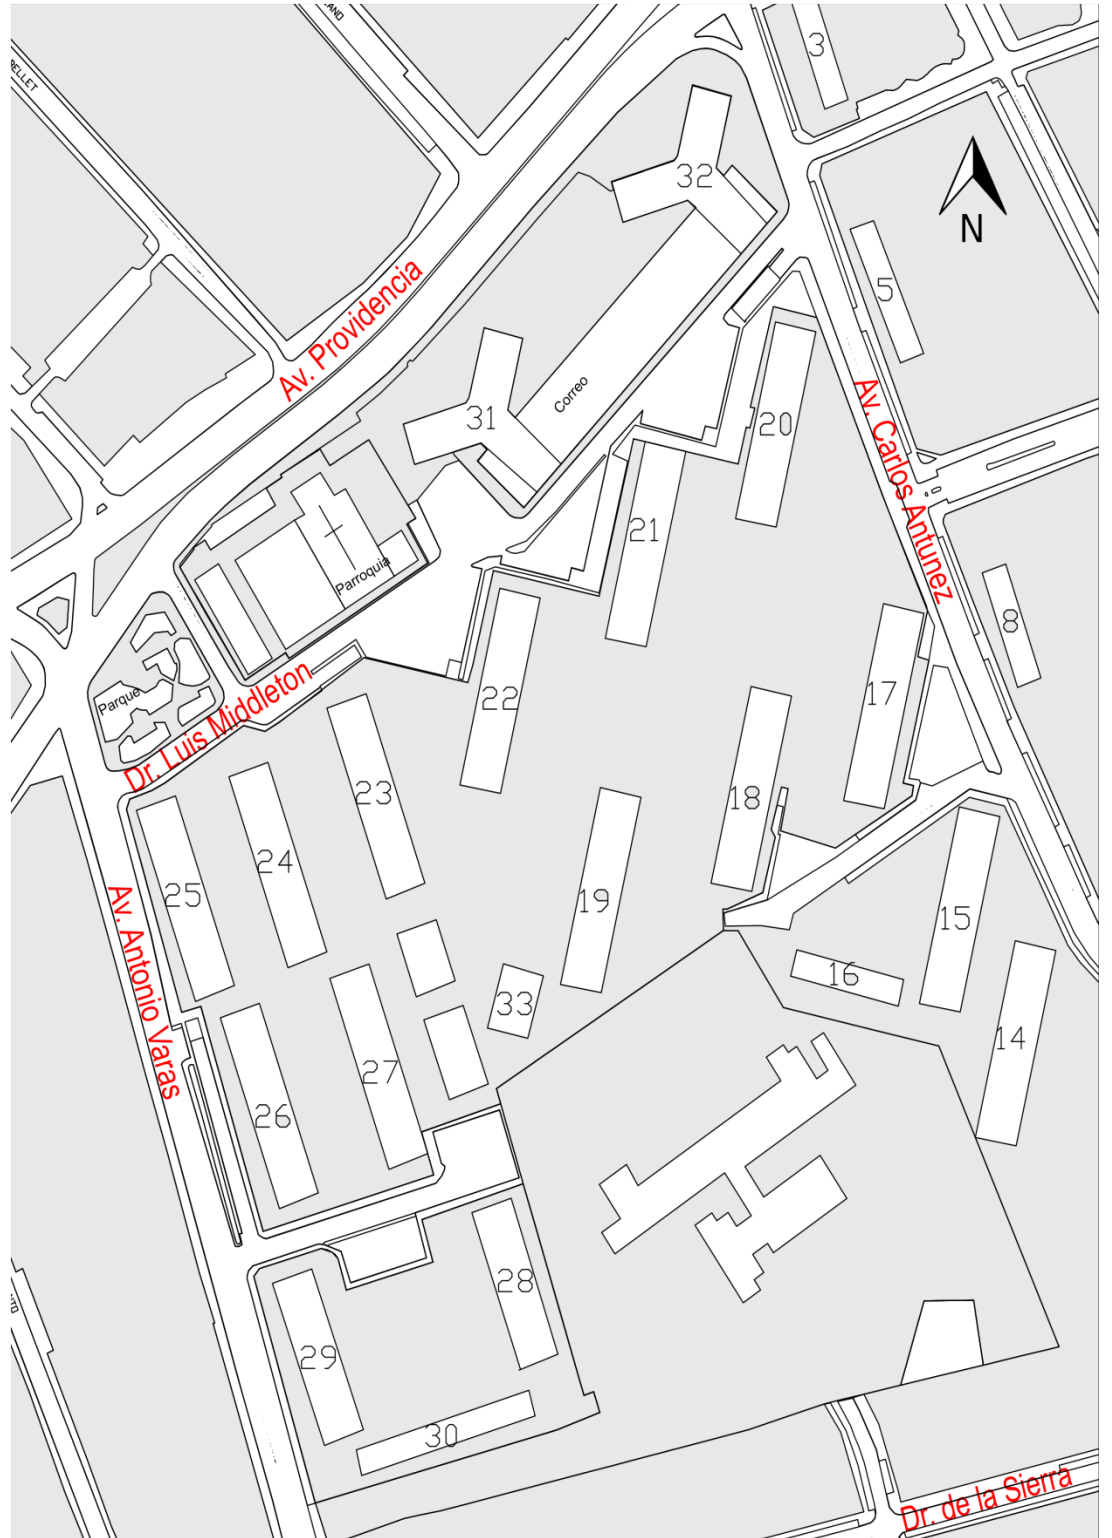 3
32
N
5
Av. Providencia
Correo
31
20
Av. Carlos Antunez
21
Parroquia
8
22
17
Parque
Dr. Luis Middleton
23
18
24
25
19
15
Av. Antonio Varas
16
33
14
27
26
28
29
30
Dr. de la Sierra